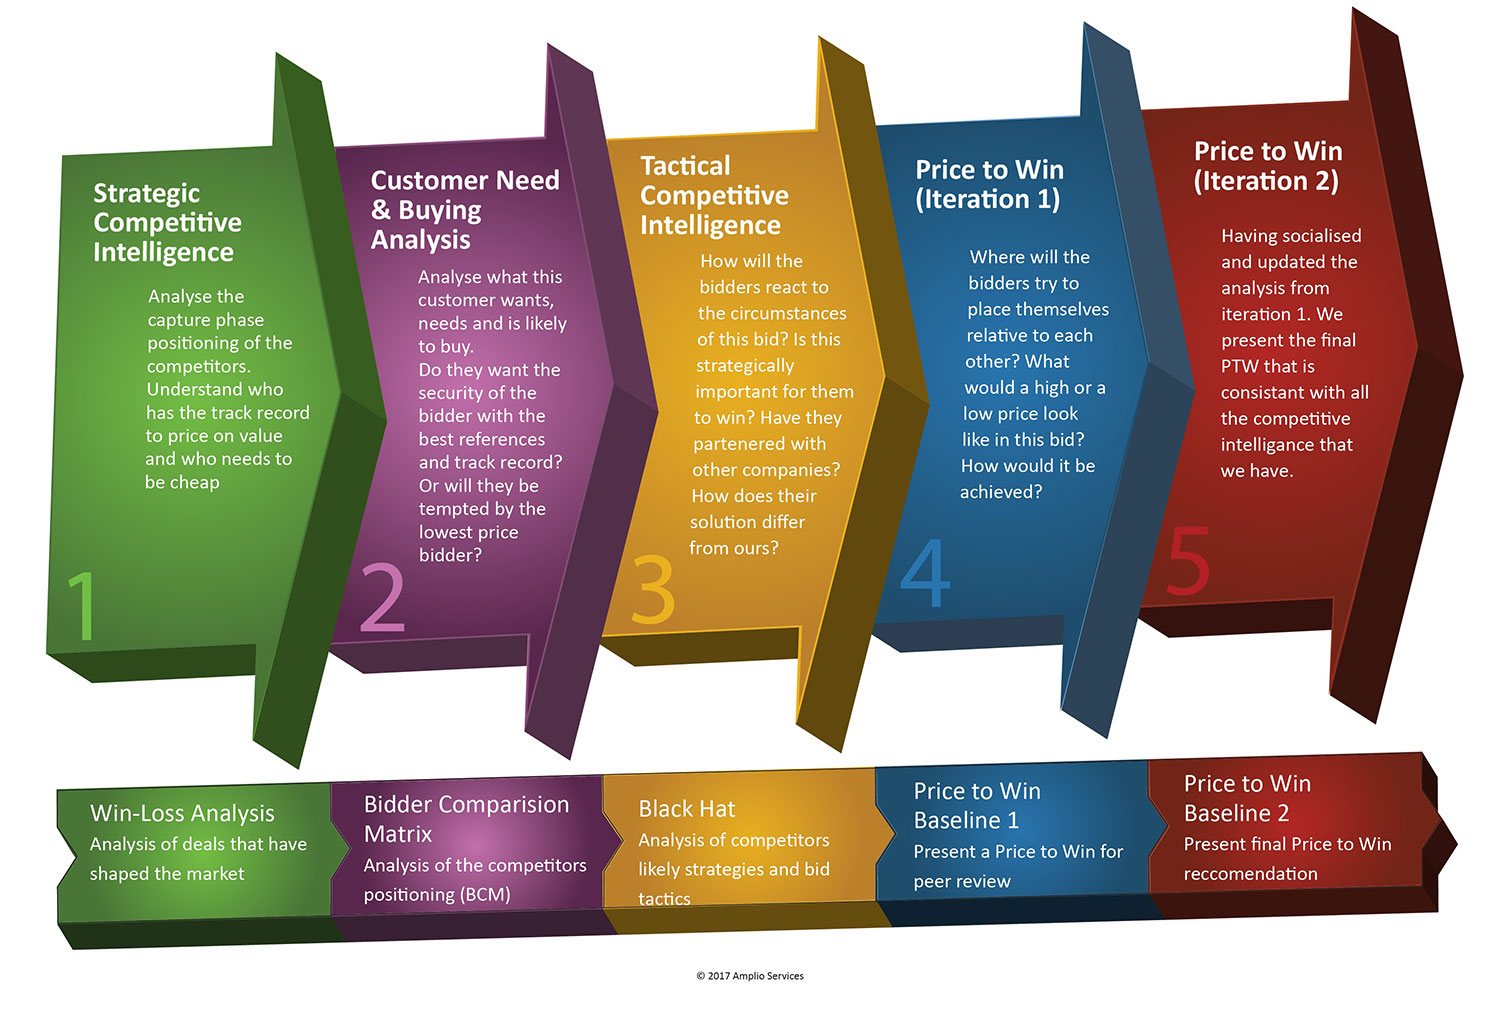 Strategic
Competitive
Intelligence
Analyse the
capture phase
positioning of the
competitors.
Understand who
has the track record
to price on value
and who needs to
be cheap
1
Customer Need
& Buying
Analysis
Analyse what this
customer wants,
needs and is likely
to buy.
Do they want the
security of the
bidder with the
best references
and track record?
Or will they be
tempted by the
lowest price
bidder?
2
Tactical
Competitive
Intelligence
How will the
bidders react to
the circumstances
of this bid? Is this
strategically
important for them
to win? Have they
partenered with
other companies?
How does their
solution differ
from ours?
3
Price to Win
(Iteration 1)
Where will the
bidders try to
place themselves
relative to each
other? What
would a high or a
low price look
like in this bid?
How would it be
achieved?
4
Price to Win
(Iteration 2)
Having socialised
and updated the
analysis from
iteration 1. We
present the final
PTW that is
consistant with all
the competitive
intelligance that
we have.
5
Win-Loss Analysis
Analysis of deals that have
shaped the market
Bidder Comparision
Matrix
Analysis of the competitors
positioning (BCM)
Black Hat
Analysis of competitors
likely strategies and bid
tactics
Price to Win
Baseline 1
Present a Price to Win for
peer review
Price to Win
Baseline 2
Present final Price to Win
reccomendation
© 2017 Amplio Services